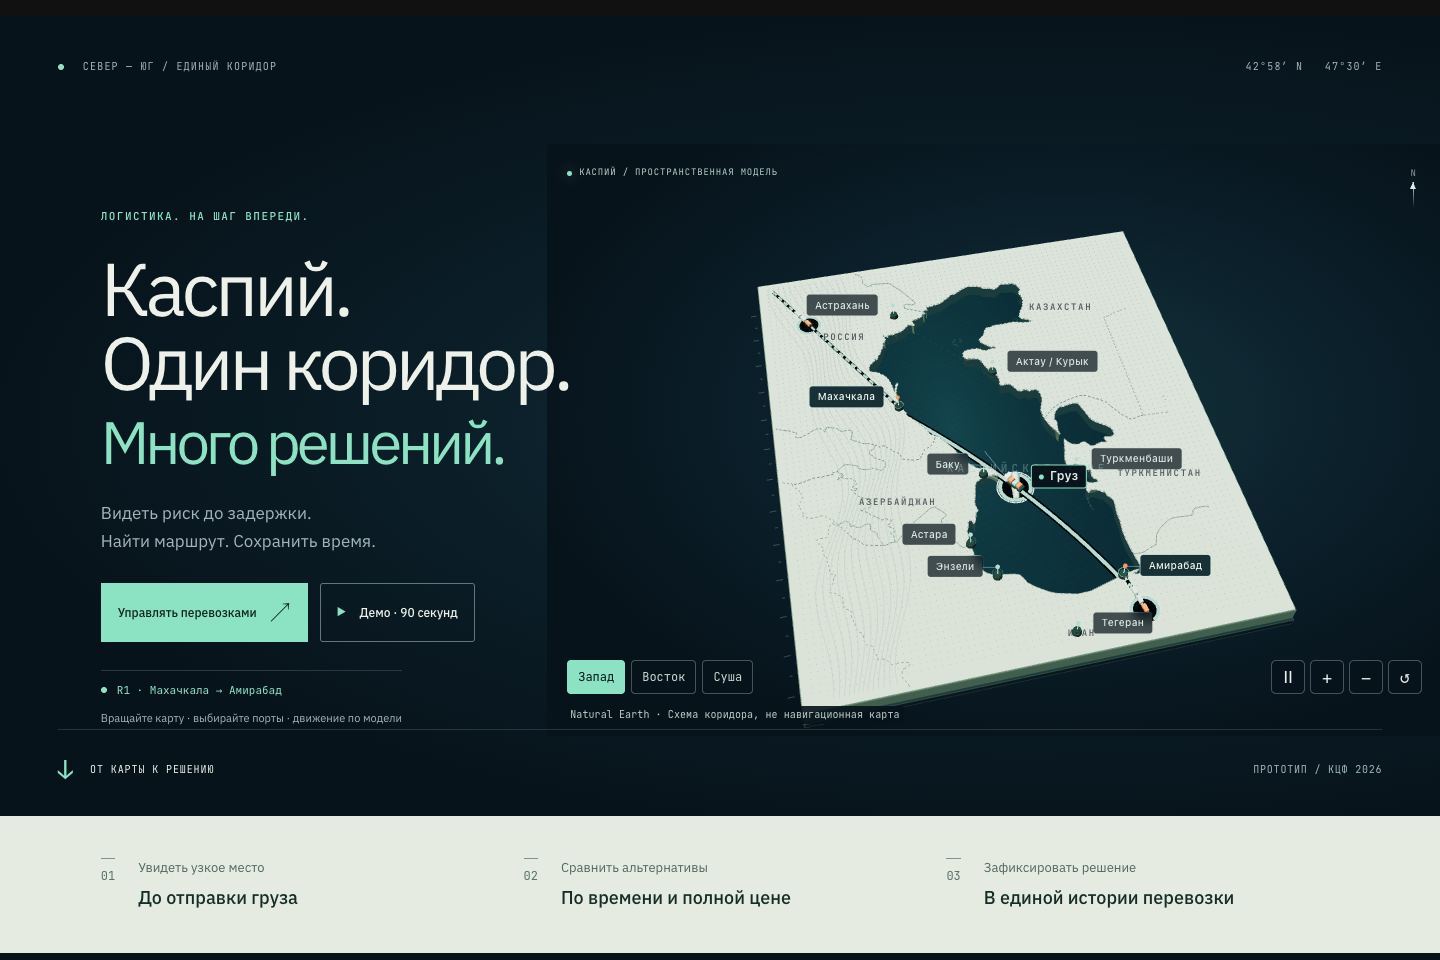 СЕВЕР — ЮГ / ЕДИНЫЙ КОРИДОР
42°58′ N 47°30′ E
КАСПИЙ / ПРОСТРАНСТВЕННАЯ МОДЕЛЬ
N
ЛОГИСТИКА. НА ШАГ ВПЕРЕДИ.
Каспий.
Один коридор.
Много решений.
Видеть риск до задержки.
Найти маршрут. Сохранить время.
Управлять перевозками
Демо · 90 секунд
R1 · Махачкала → Амирабад
Вращайте карту · выбирайте порты · движение по модели
Астрахань
КАЗАХСТАН
РОССИЯ
Актау / Курык
Махачкала
Туркменбаши
Баку
ТУРКМЕНИСТАН
Груз
АЗЕРБАЙДЖАН
Астара
Энзели
Амирабад
Тегеран
Запад
Восток
Суша
+
−
↺
Natural Earth · Схема коридора, не навигационная карта
ОТ КАРТЫ К РЕШЕНИЮ
ПРОТОТИП / КЦФ 2026
01
Увидеть узкое место
До отправки груза
02
Сравнить альтернативы
По времени и полной цене
03
Зафиксировать решение
В единой истории перевозки